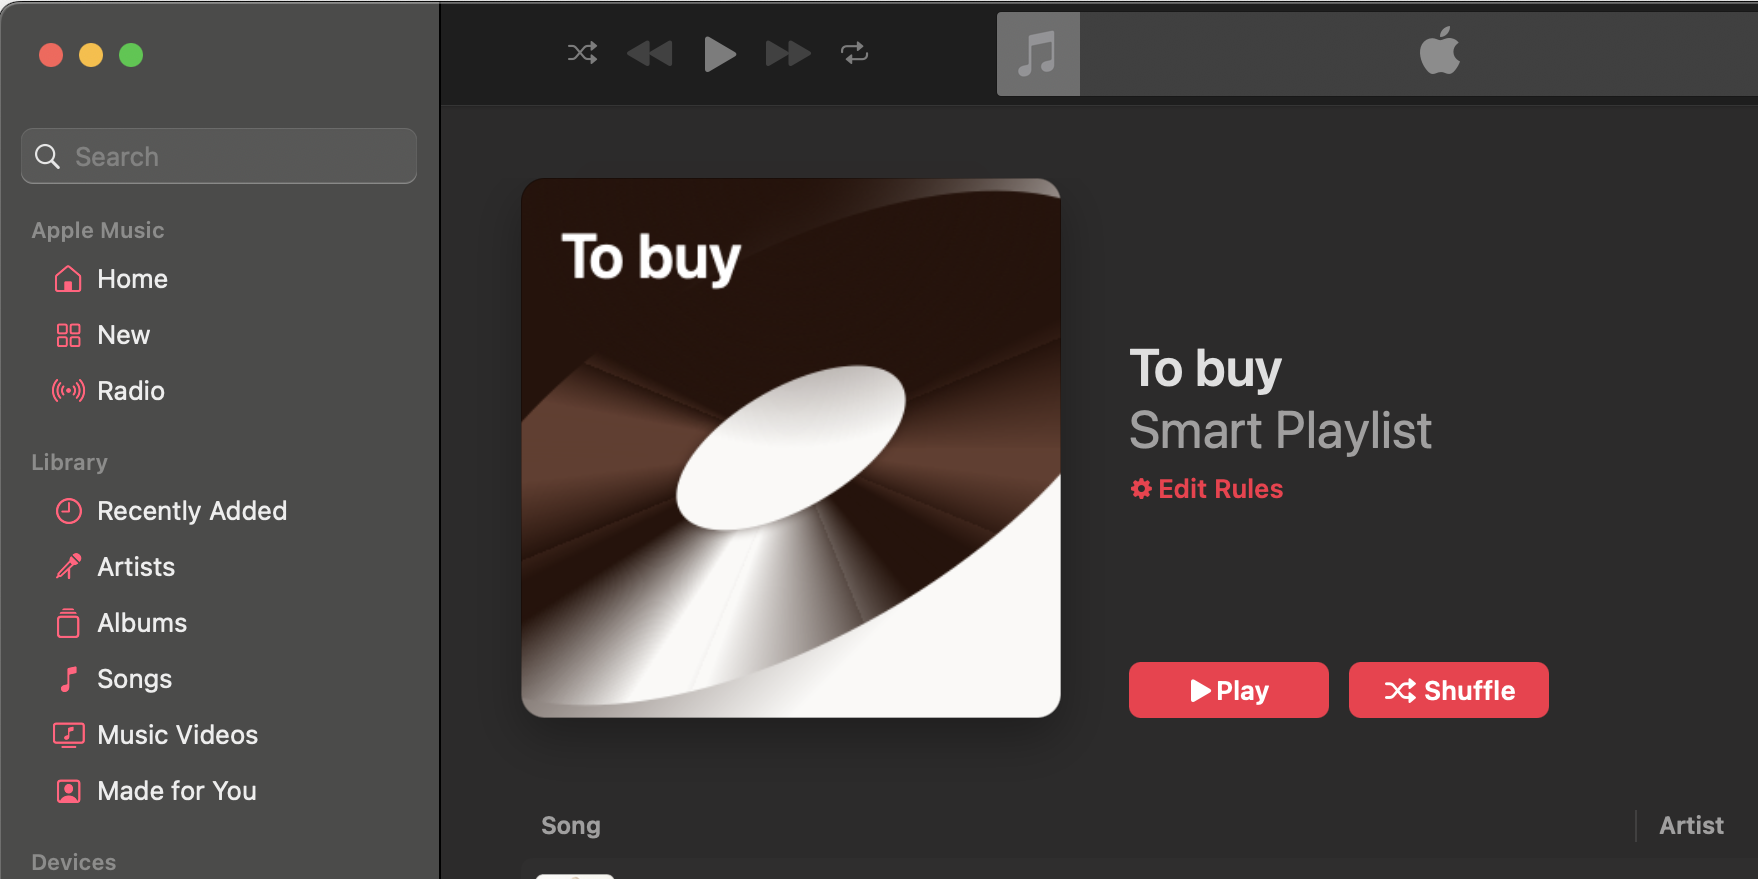 Search
Apple Music
Home
New
Radio
Library
Recently Added
Artists
Albums
Songs
Music Videos
Made for You
Devices
To buy
To buy
Smart Playlist
Edit Rules
Play
Shuffle
Song
Artist